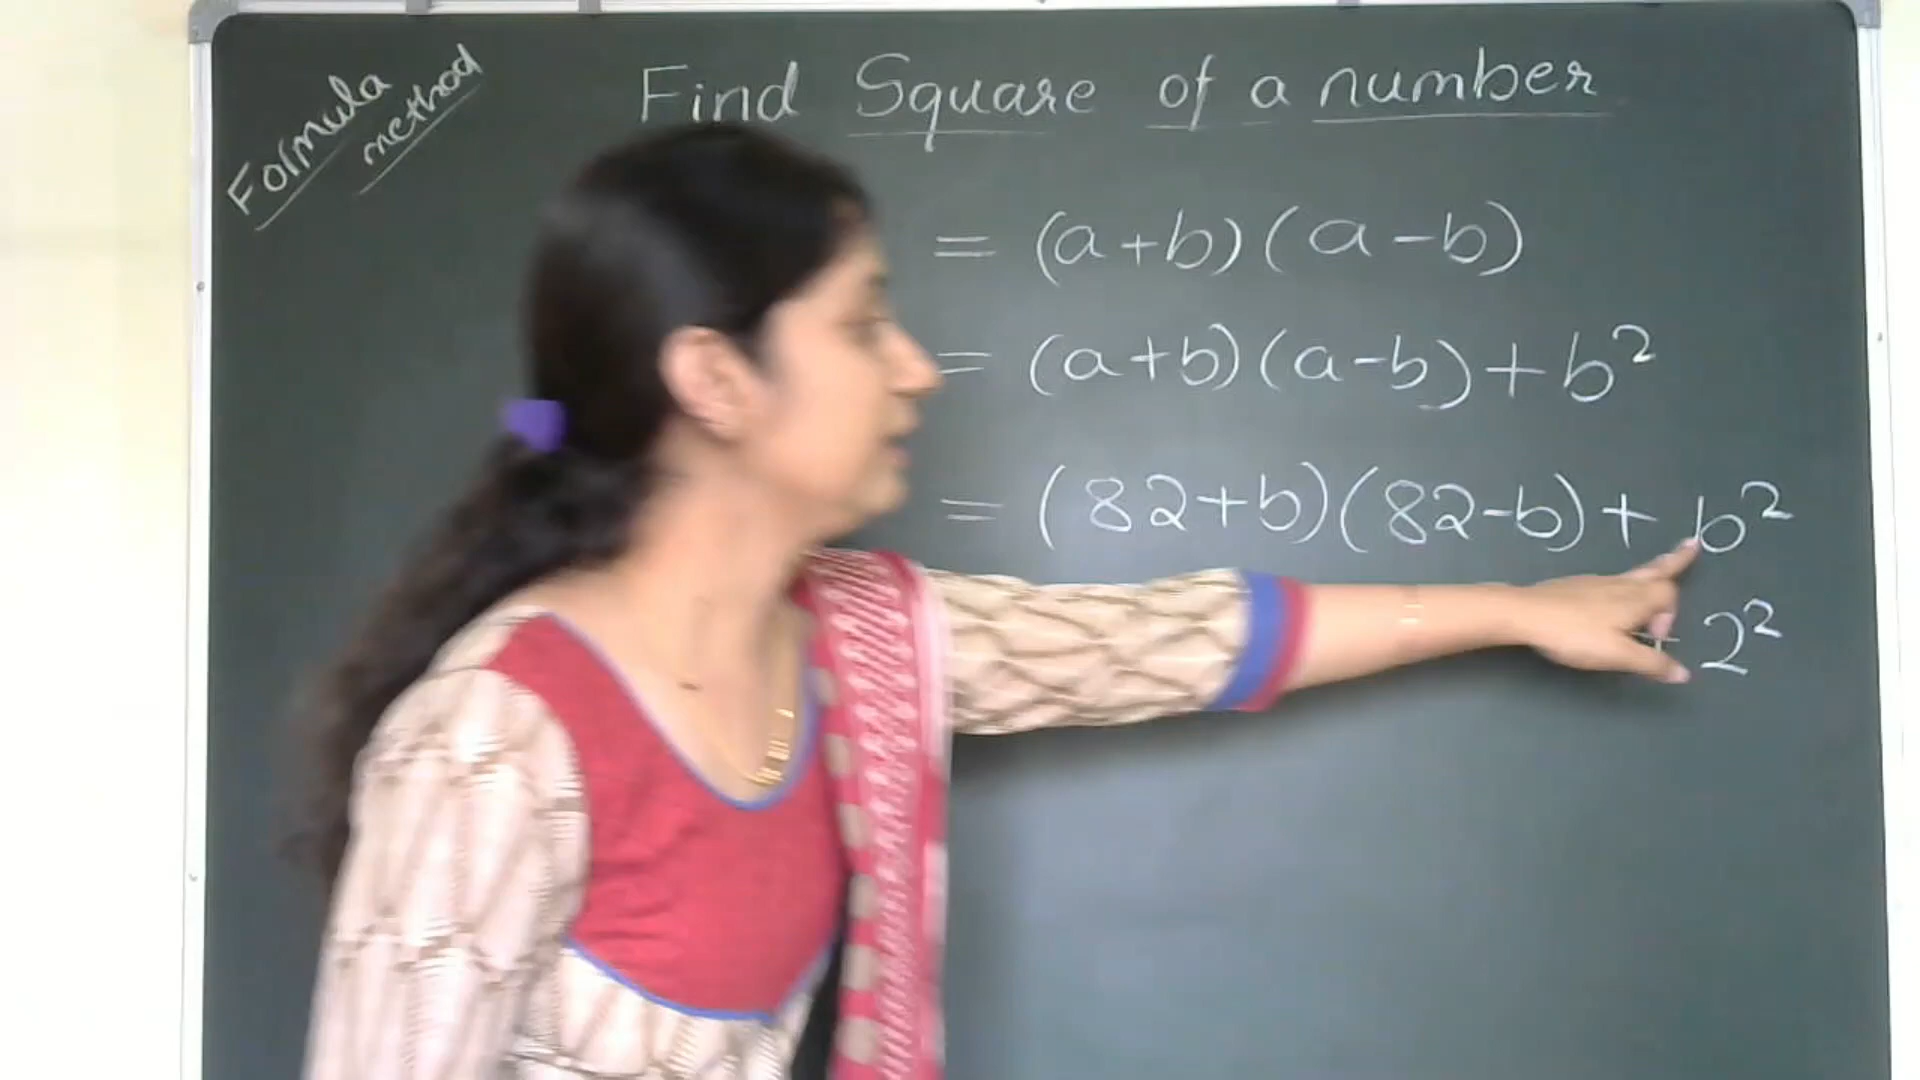 Formula
method
Find Square of a number
= (a+b)(a-b)
= (a+b)(a-b)+b²
= (82+b)(82-b)+ b²
+ 2²